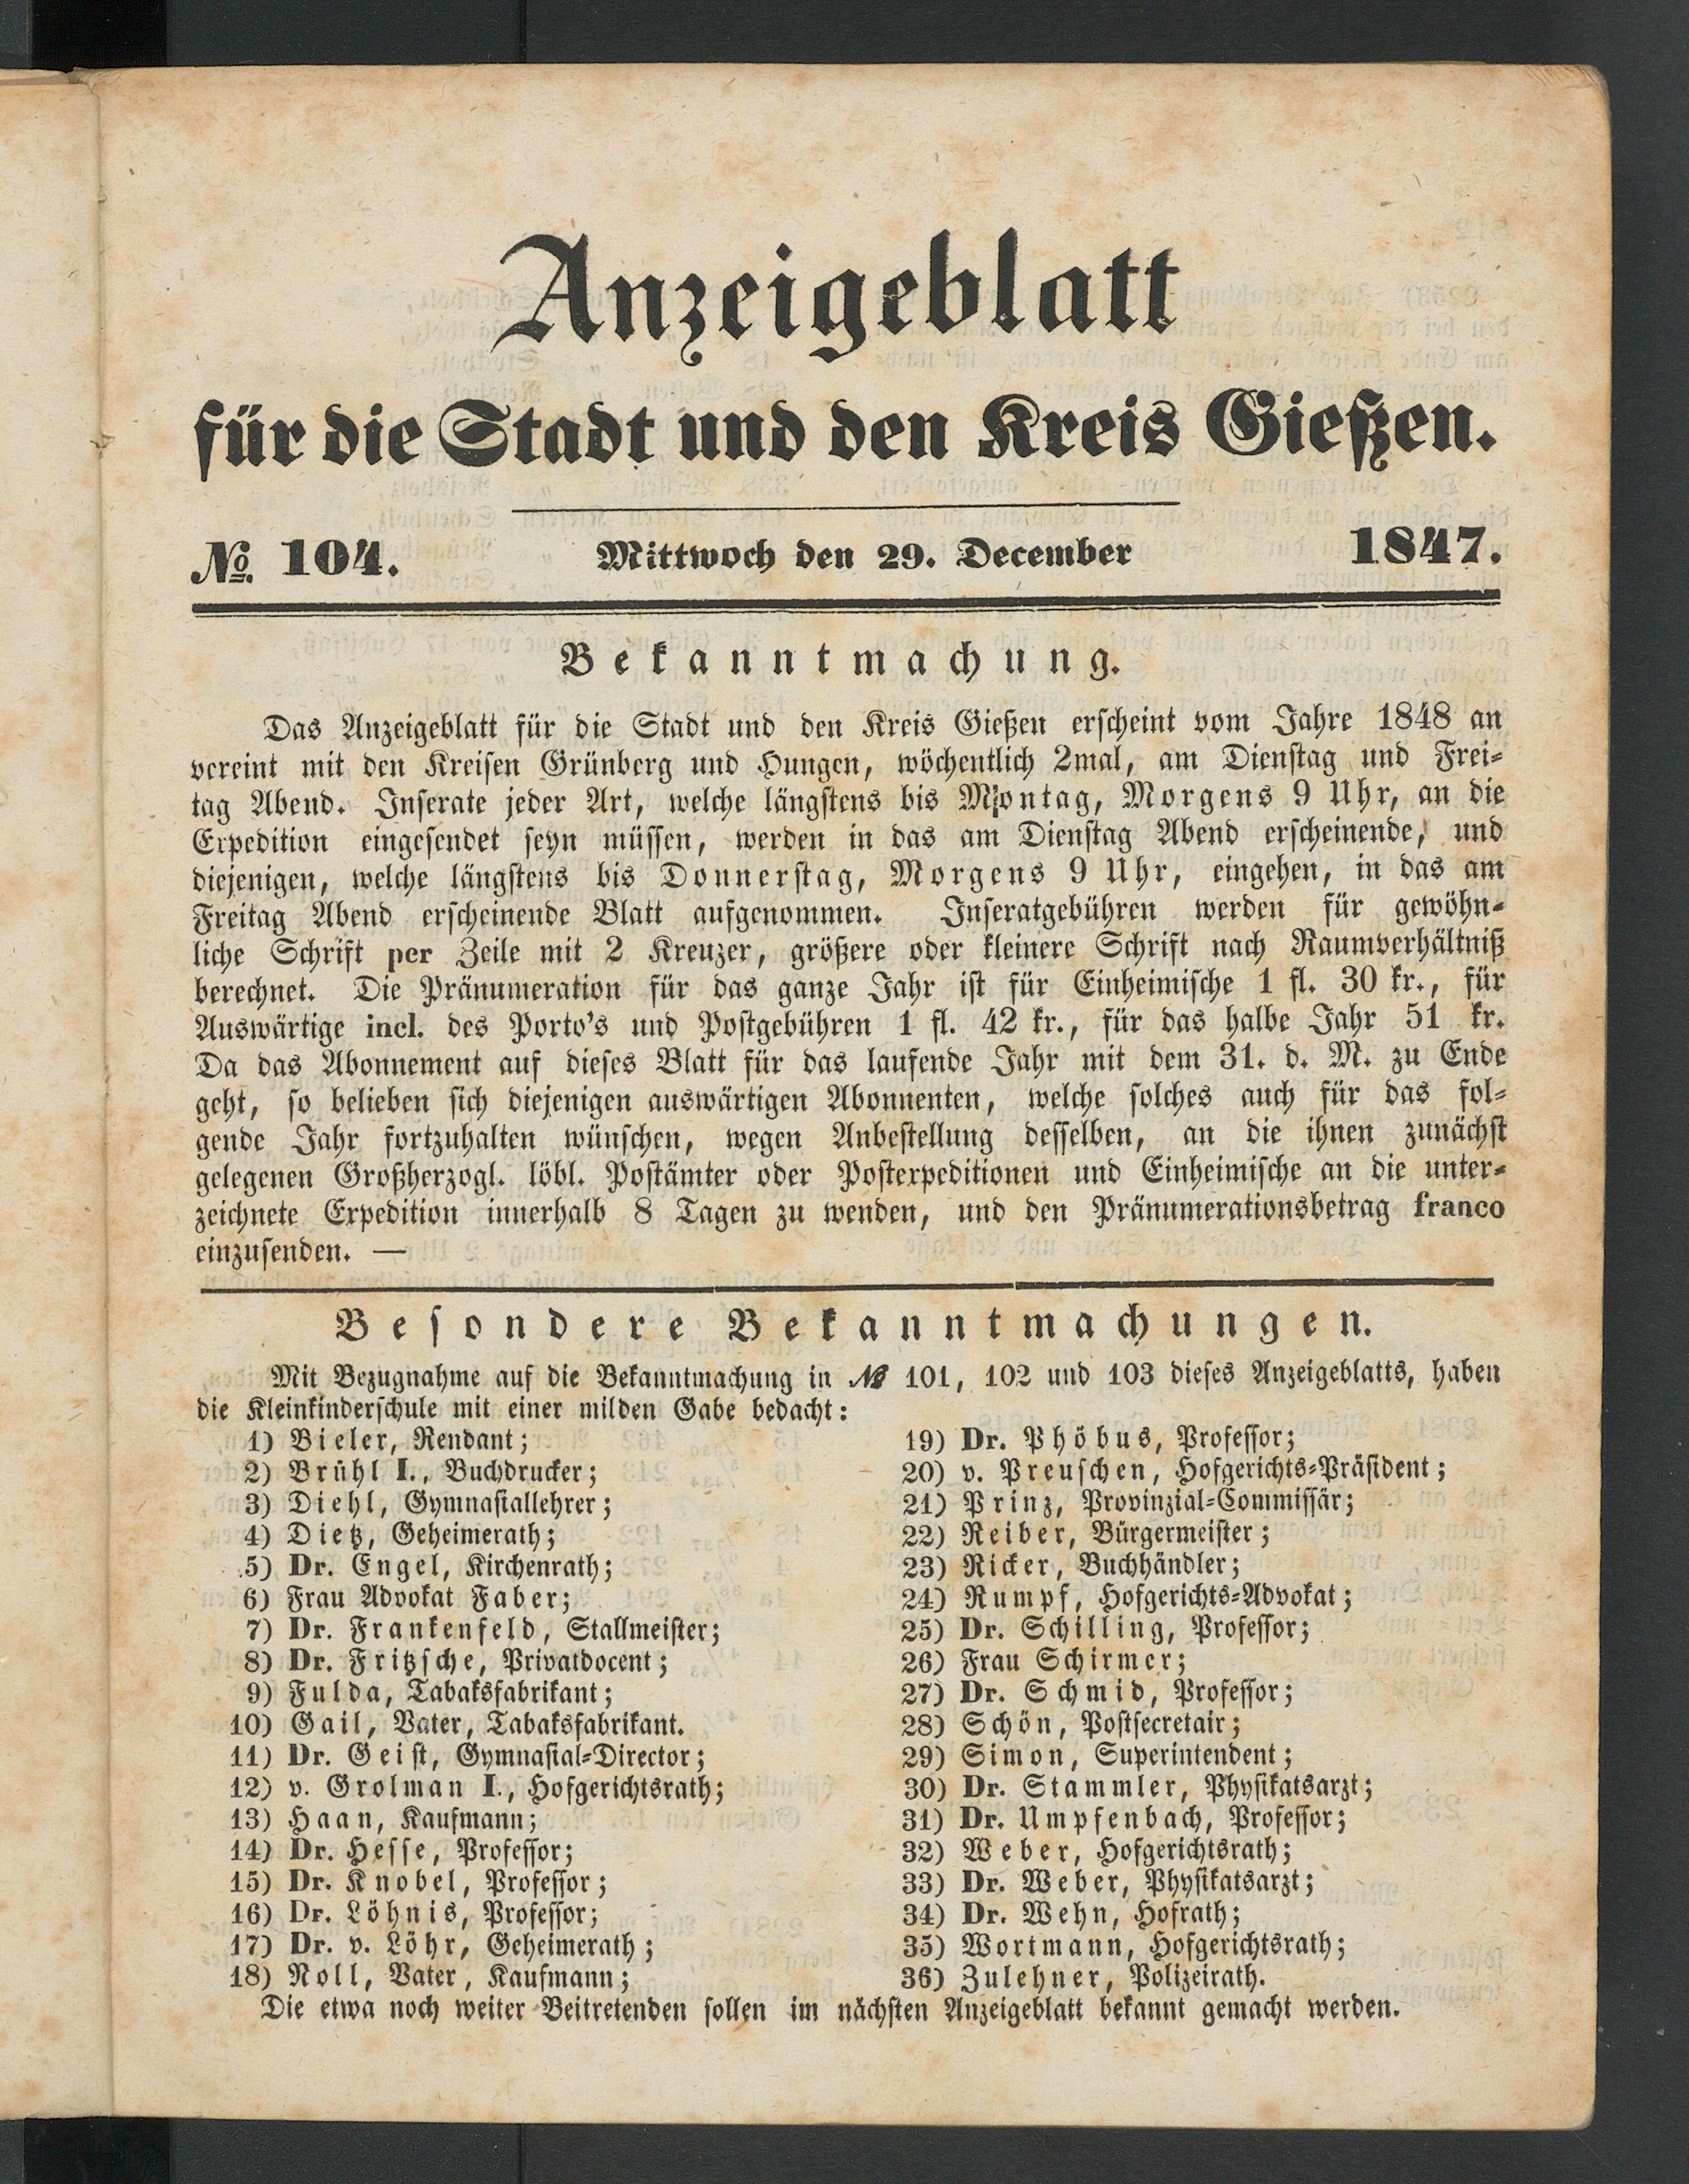 Anzeigeblatt
für die Stadt und den Kreis Gießen.
№ 104.
Mittwoch den 29. December
1847.
Bekanntmachung.
Das Anzeigeblatt für die Stadt und den Kreis Gießen erscheint vom Jahre 1848 an
vereint mit den Kreisen Grünberg und Hungen, wöchentlich 2mal, am Dienstag und Frei-
tag Abend. Inserate jeder Art, welche längstens bis Montag, Morgens 9 Uhr, an die
Expedition eingesendet seyn müssen, werden in das am Dienstag Abend erscheinende, und
diejenigen, welche längstens bis Donnerstag, Morgens 9 Uhr, eingehen, in das am
Freitag Abend erscheinende Blatt aufgenommen. Inseratgebühren werden für gewöhn-
liche Schrift per Zeile mit 2 Kreuzer, größere oder kleinere Schrift nach Raumverhältniß
berechnet. Die Pränumeration für das ganze Jahr ist für Einheimische 1 fl. 30 kr., für
Auswärtige incl. des Porto's und Postgebühren 1 fl. 42 kr., für das halbe Jahr 51 kr.
Da das Abonnement auf dieses Blatt für das laufende Jahr mit dem 31. d. M. zu Ende
geht, so belieben sich diejenigen auswärtigen Abonnenten, welche solches auch für das fol-
gende Jahr fortzuhalten wünschen, wegen Anbestellung desselben, an die ihnen zunächst
gelegenen Großherzogl. löbl. Postämter oder Postexpeditionen und Einheimische an die unter-
zeichnete Expedition innerhalb 8 Tagen zu wenden, und den Pränumerationsbetrag franco
einzusenden. —
Besondere Bekanntmachungen.
Mit Bezugnahme auf die Bekanntmachung in № 101, 102 und 103 dieses Anzeigeblatts, haben
die Kleinkinderschule mit einer milden Gabe bedacht:
1) Bieler, Rendant;
2) Brühl I., Buchdrucker;
3) Diehl, Gymnasiallehrer;
4) Dietz, Geheimerath;
5) Dr. Engel, Kirchenrath;
6) Frau Advokat Faber;
7) Dr. Frankenfeld, Stallmeister;
8) Dr. Fritzsche, Privatdocent;
9) Fulda, Tabaksfabrikant;
10) Gail, Vater, Tabaksfabrikant.
11) Dr. Geist, Gymnasial-Director;
12) v. Grolman I., Hofgerichtsrath;
13) Haan, Kaufmann;
14) Dr. Hesse, Professor;
15) Dr. Knobel, Professor;
16) Dr. Löhnis, Professor;
17) Dr. v. Löhr, Geheimerath;
18) Noll, Vater, Kaufmann;
19) Dr. Phöbus, Professor;
20) v. Preuschen, Hofgerichts-Präsident;
21) Prinz, Provinzial-Commissär;
22) Reiber, Bürgermeister;
23) Ricker, Buchhändler;
24) Rumpf, Hofgerichts-Advokat;
25) Dr. Schilling, Professor;
26) Frau Schirmer;
27) Dr. Schmid, Professor;
28) Schön, Postsecretair;
29) Simon, Superintendent;
30) Dr. Stammler, Physikatsarzt;
31) Dr. Umpfenbach, Professor;
32) Weber, Hofgerichtsrath;
33) Dr. Weber, Physikatsarzt;
34) Dr. Wehn, Hofrath;
35) Wortmann, Hofgerichtsrath;
36) Zulehner, Polizeirath.
Die etwa noch weiter Beitretenden sollen im nächsten Anzeigeblatt bekannt gemacht werden.